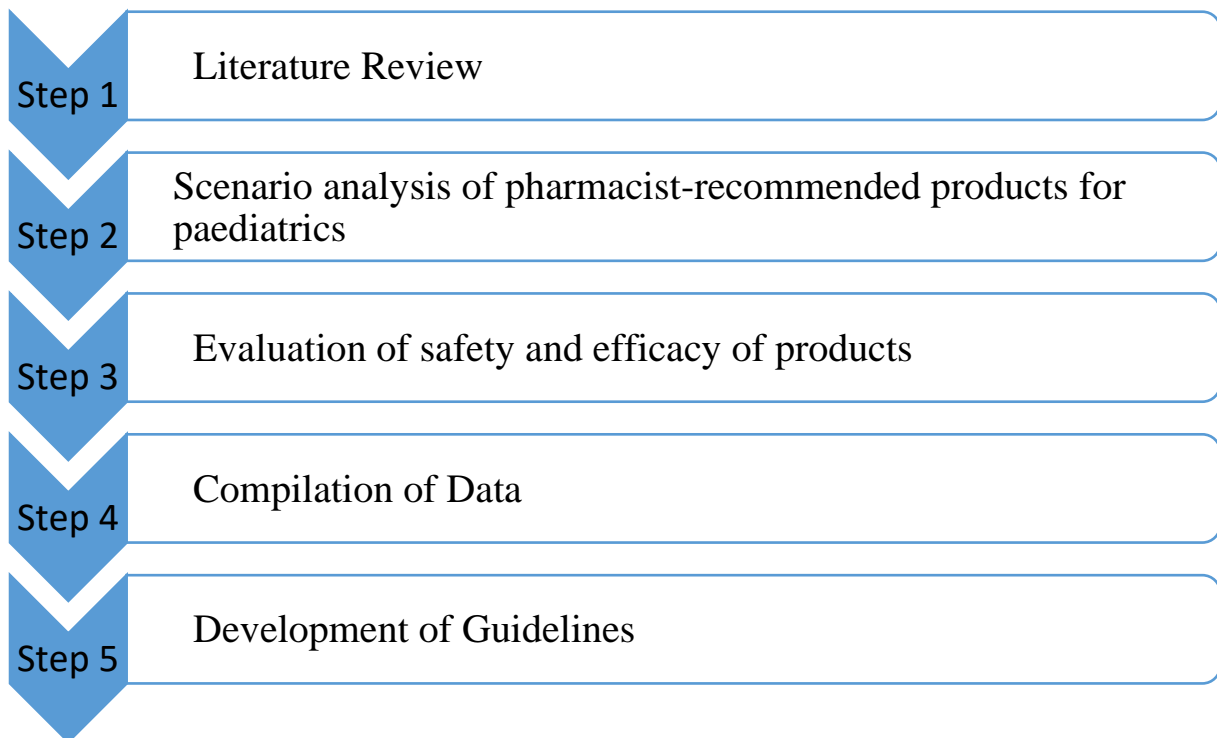 Step 1
Literature Review
Step 2
Scenario analysis of pharmacist-recommended products for
paediatrics
Step 3
Evaluation of safety and efficacy of products
Step 4
Compilation of Data
Step 5
Development of Guidelines